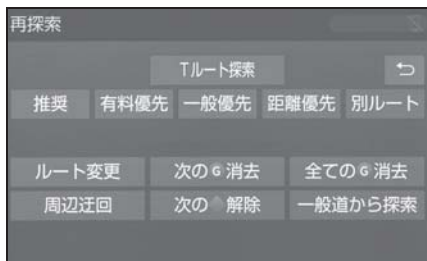 再探索
Tルート探索
推奨 有料優先 一般優先 距離優先 別ルート
ルート変更 次の G 消去 全ての G 消去
周辺迂回 次の 解除 一般道から探索